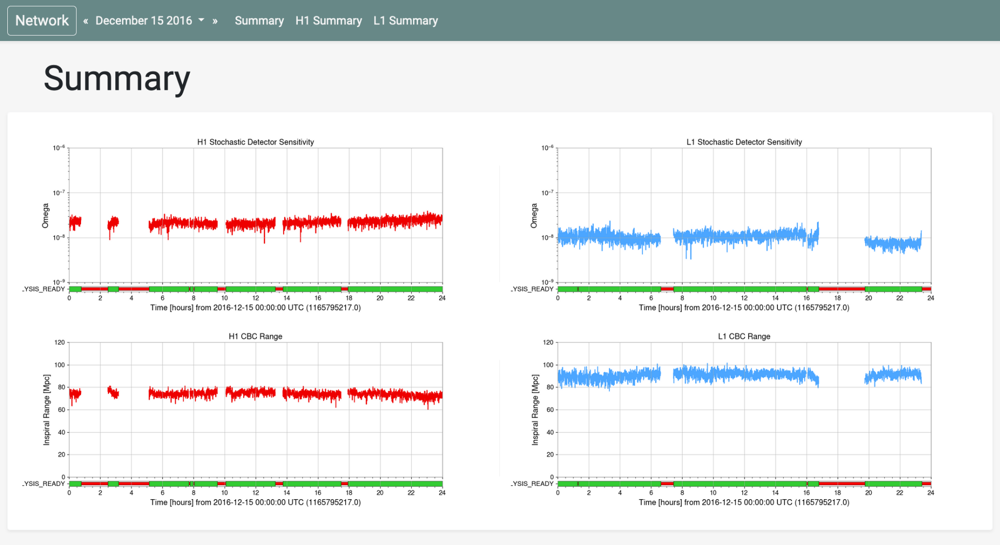 Network « December 15 2016 » Summary H1 Summary L1 Summary
Summary
H1 Stochastic Detector Sensitivity
10⁻⁶
10⁻⁷
10⁻⁸
10⁻⁹
Omega
_YSIS_READY
0 2 4 6 8 10 12 14 16 18 20 22 24
Time [hours] from 2016-12-15 00:00:00 UTC (1165795217.0)
L1 Stochastic Detector Sensitivity
10⁻⁶
10⁻⁷
10⁻⁸
10⁻⁹
Omega
_YSIS_READY
0 2 4 6 8 10 12 14 16 18 20 22 24
Time [hours] from 2016-12-15 00:00:00 UTC (1165795217.0)
H1 CBC Range
120
100
80
60
40
20
0
Inspiral Range [Mpc]
_YSIS_READY
0 2 4 6 8 10 12 14 16 18 20 22 24
Time [hours] from 2016-12-15 00:00:00 UTC (1165795217.0)
L1 CBC Range
120
100
80
60
40
20
0
Inspiral Range [Mpc]
_YSIS_READY
0 2 4 6 8 10 12 14 16 18 20 22 24
Time [hours] from 2016-12-15 00:00:00 UTC (1165795217.0)